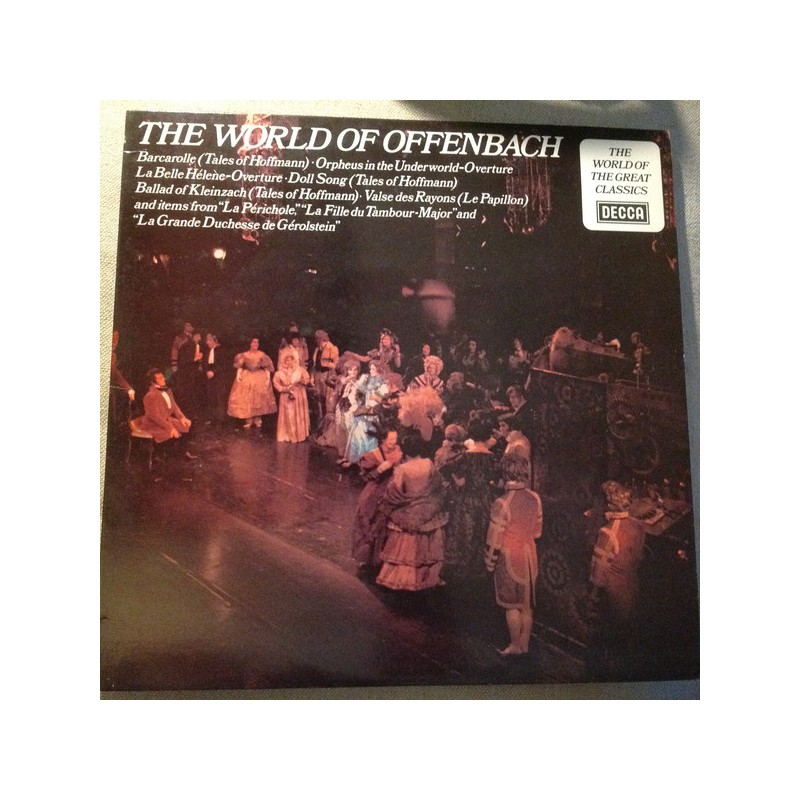 THE WORLD OF OFFENBACH
Barcarolle (Tales of Hoffmann) · Orpheus in the Underworld-Overture
La Belle Hélène-Overture · Doll Song (Tales of Hoffmann)
Ballad of Kleinzach (Tales of Hoffmann) · Valse des Rayons (Le Papillon)
and items from "La Périchole," "La Fille du Tambour-Major" and
"La Grande Duchesse de Gérolstein"
THE
WORLD OF
THE GREAT
CLASSICS
DECCA